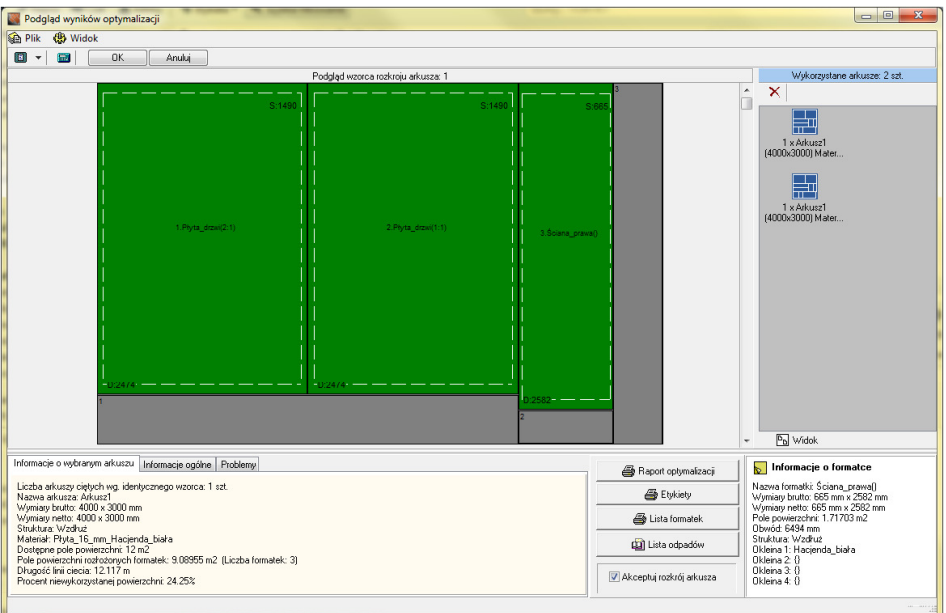 Podgląd wyników optymalizacji
Plik Widok
OK Anuluj
Podgląd wzorca rozkroju arkusza: 1
Wykorzystane arkusze: 2 szt.
S:1490 S:1490 S:665 3
1 x Arkusz1
(4000x3000) Mater...
1 x Arkusz1
(4000x3000) Mater...
1.Płyta_drzwi(2:1) 2.Płyta_drzwi(1:1) 3.Ściana_prawa()
D:2474 D:2474 D:2582
1
2
Widok
Informacje o wybranym arkuszu Informacje ogólne Problemy
Liczba arkuszy ciętych wg. identycznego wzorca: 1 szt.
Nazwa arkusza: Arkusz1
Wymiary brutto: 4000 x 3000 mm
Wymiary netto: 4000 x 3000 mm
Struktura: Wzdłuż
Materiał: Płyta_16_mm_Hacjenda_biała
Dostępne pole powierzchni: 12 m2
Pole powierzchni rozłożonych formatek: 9.08955 m2 (Liczba formatek: 3)
Długość linii ciecia: 12.117 m
Procent niewykorzystanej powierzchni: 24.25%
Raport optymalizacji
Etykiety
Lista formatek
Lista odpadów
Akceptuj rozkrój arkusza
Informacje o formatce
Nazwa formatki: Ściana_prawa()
Wymiary brutto: 665 mm x 2582 mm
Wymiary netto: 665 mm x 2582 mm
Pole powierzchni: 1.71703 m2
Obwód: 6494 mm
Struktura: Wzdłuż
Okleina 1: Hacjenda_biała
Okleina 2: {}
Okleina 3: {}
Okleina 4: {}